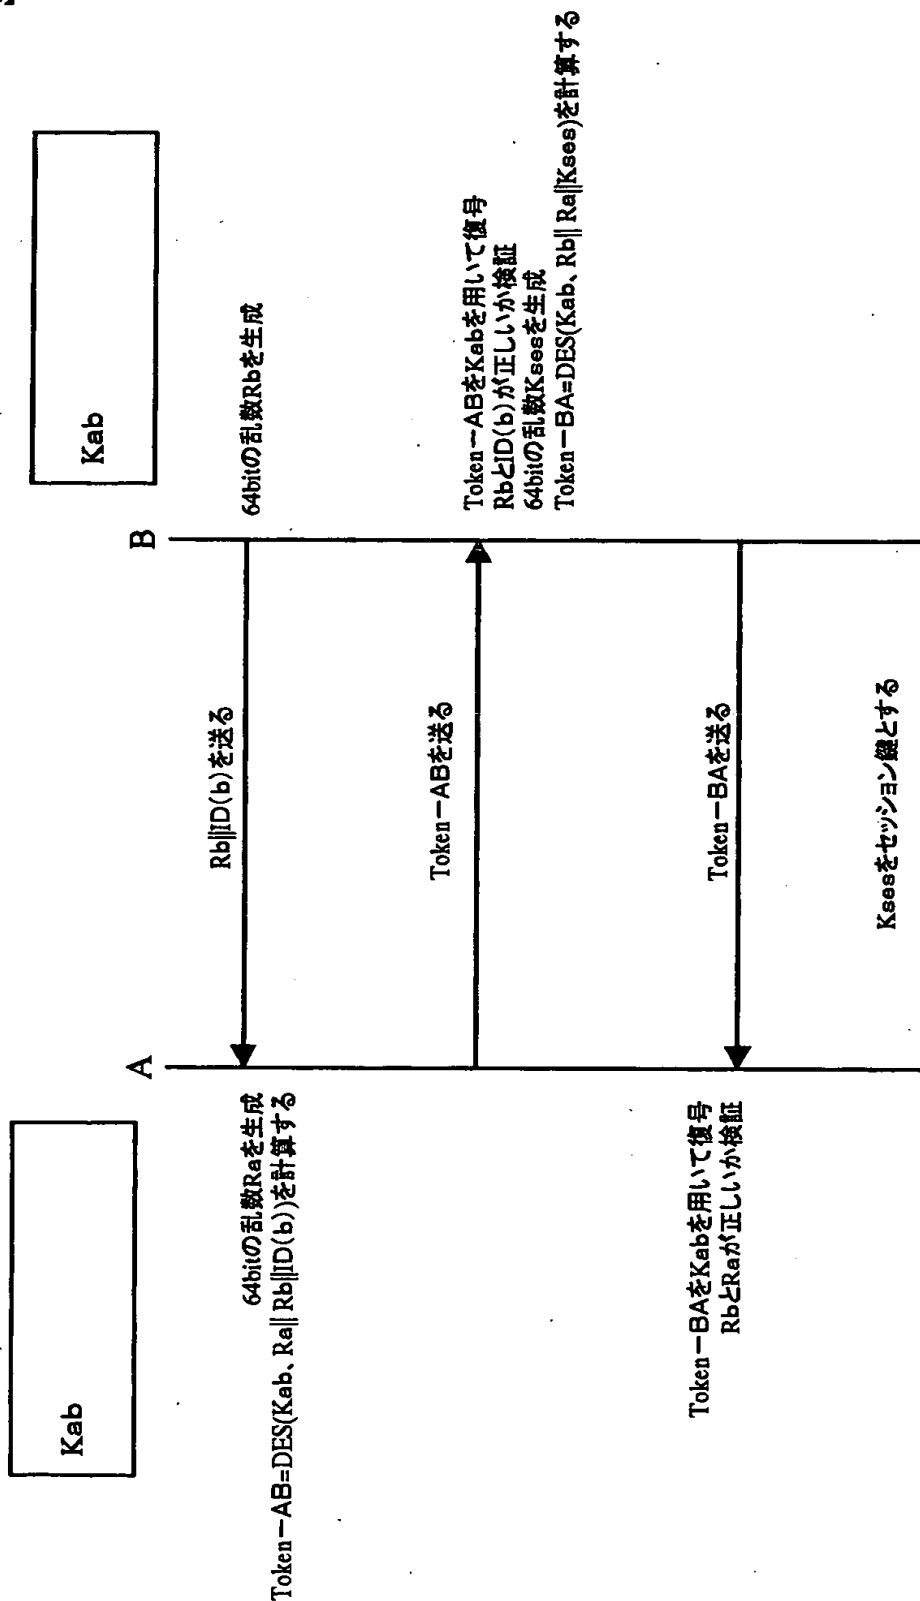 Kab
Kab
A
B
64bitの乱数Rbを生成
Rb||ID(b)を送る
64bitの乱数Raを生成
Token－AB=DES(Kab、Ra|| Rb||ID(b))を計算する
Token－ABを送る
Token－ABをKabを用いて復号
RbとID(b)が正しいか検証
64bitの乱数Ksesを生成
Token－BA=DES(Kab、Rb|| Ra||Kses)を計算する
Token－BAを送る
Token－BAをKabを用いて復号
RbとRaが正しいか検証
Ksesをセッション鍵とする